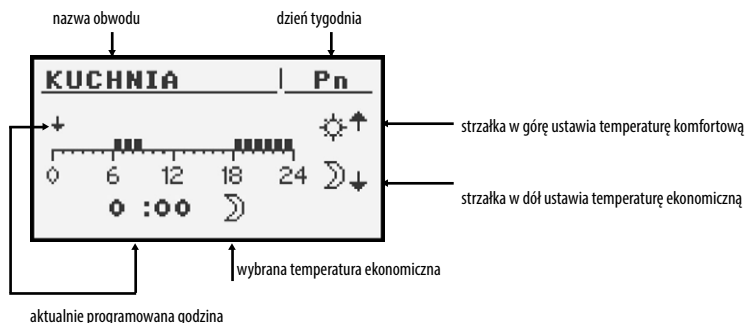 nazwa obwodu
dzień tygodnia
KUCHNIA
Pn
strzałka w górę ustawia temperaturę komfortową
0 6 12 18 24
strzałka w dół ustawia temperaturę ekonomiczną
0 :00
wybrana temperatura ekonomiczna
aktualnie programowana godzina